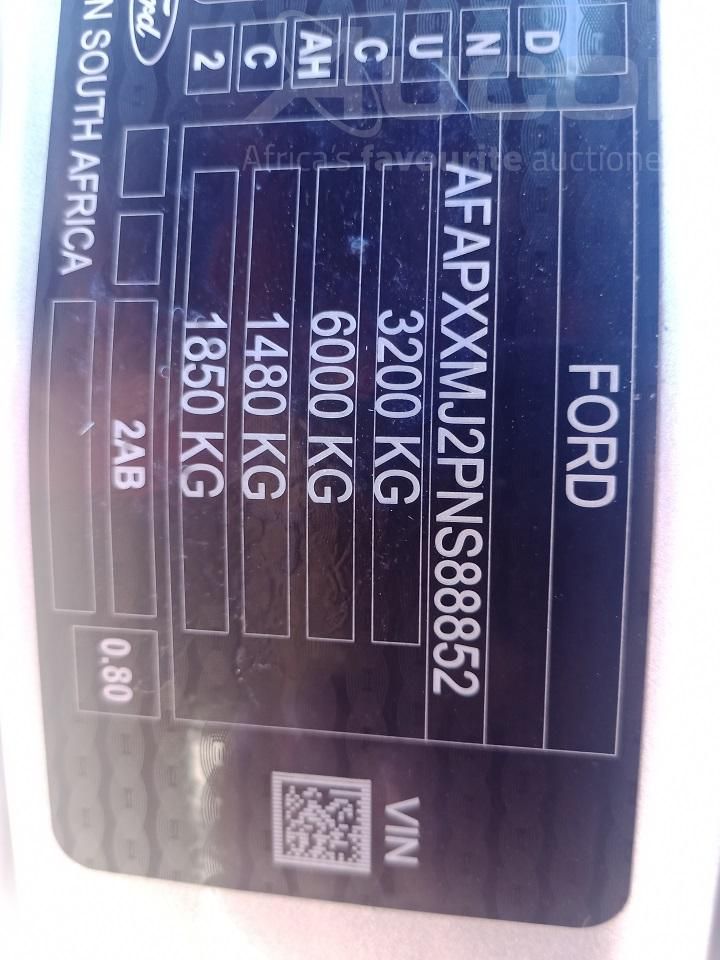 FORD
AFAPXXMJ2PNS88852
VIN
3200 KG
6000 KG
1480 KG
1850 KG
D
N
U
C
AH
C
2
2AB
0.80
Ford
N SOUTH AFRICA
Africa's favourite auctione